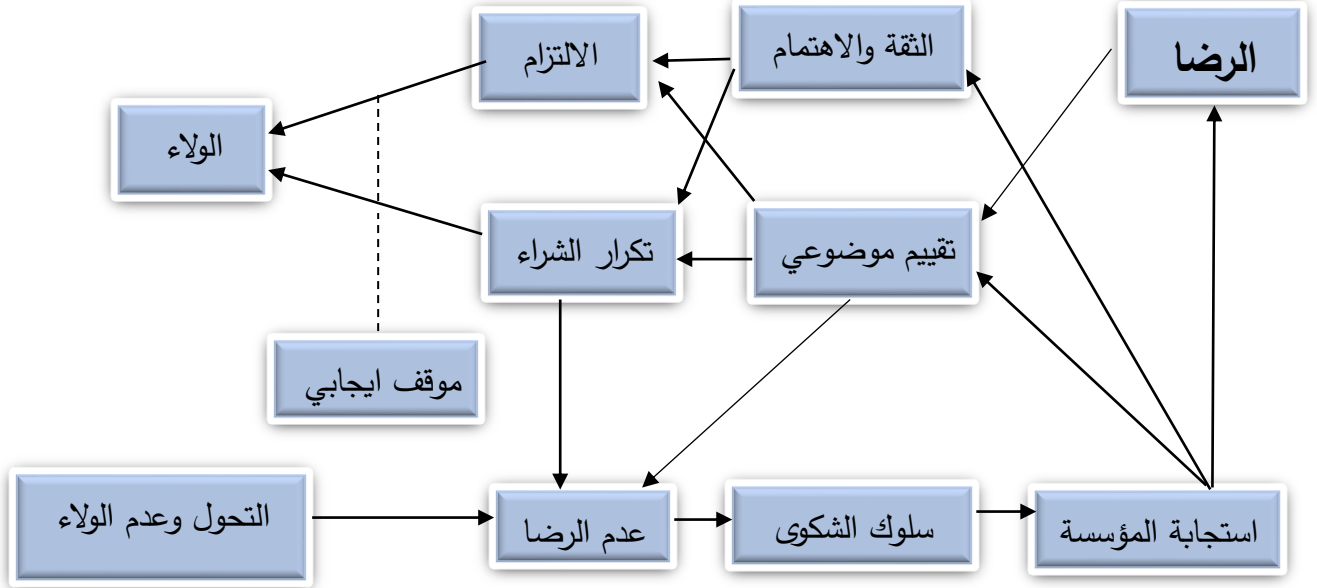 الرضا
الثقة والاهتمام
الالتزام
الولاء
تقييم موضوعي
تكرار الشراء
موقف ايجابي
استجابة المؤسسة
سلوك الشكوى
عدم الرضا
التحول وعدم الولاء